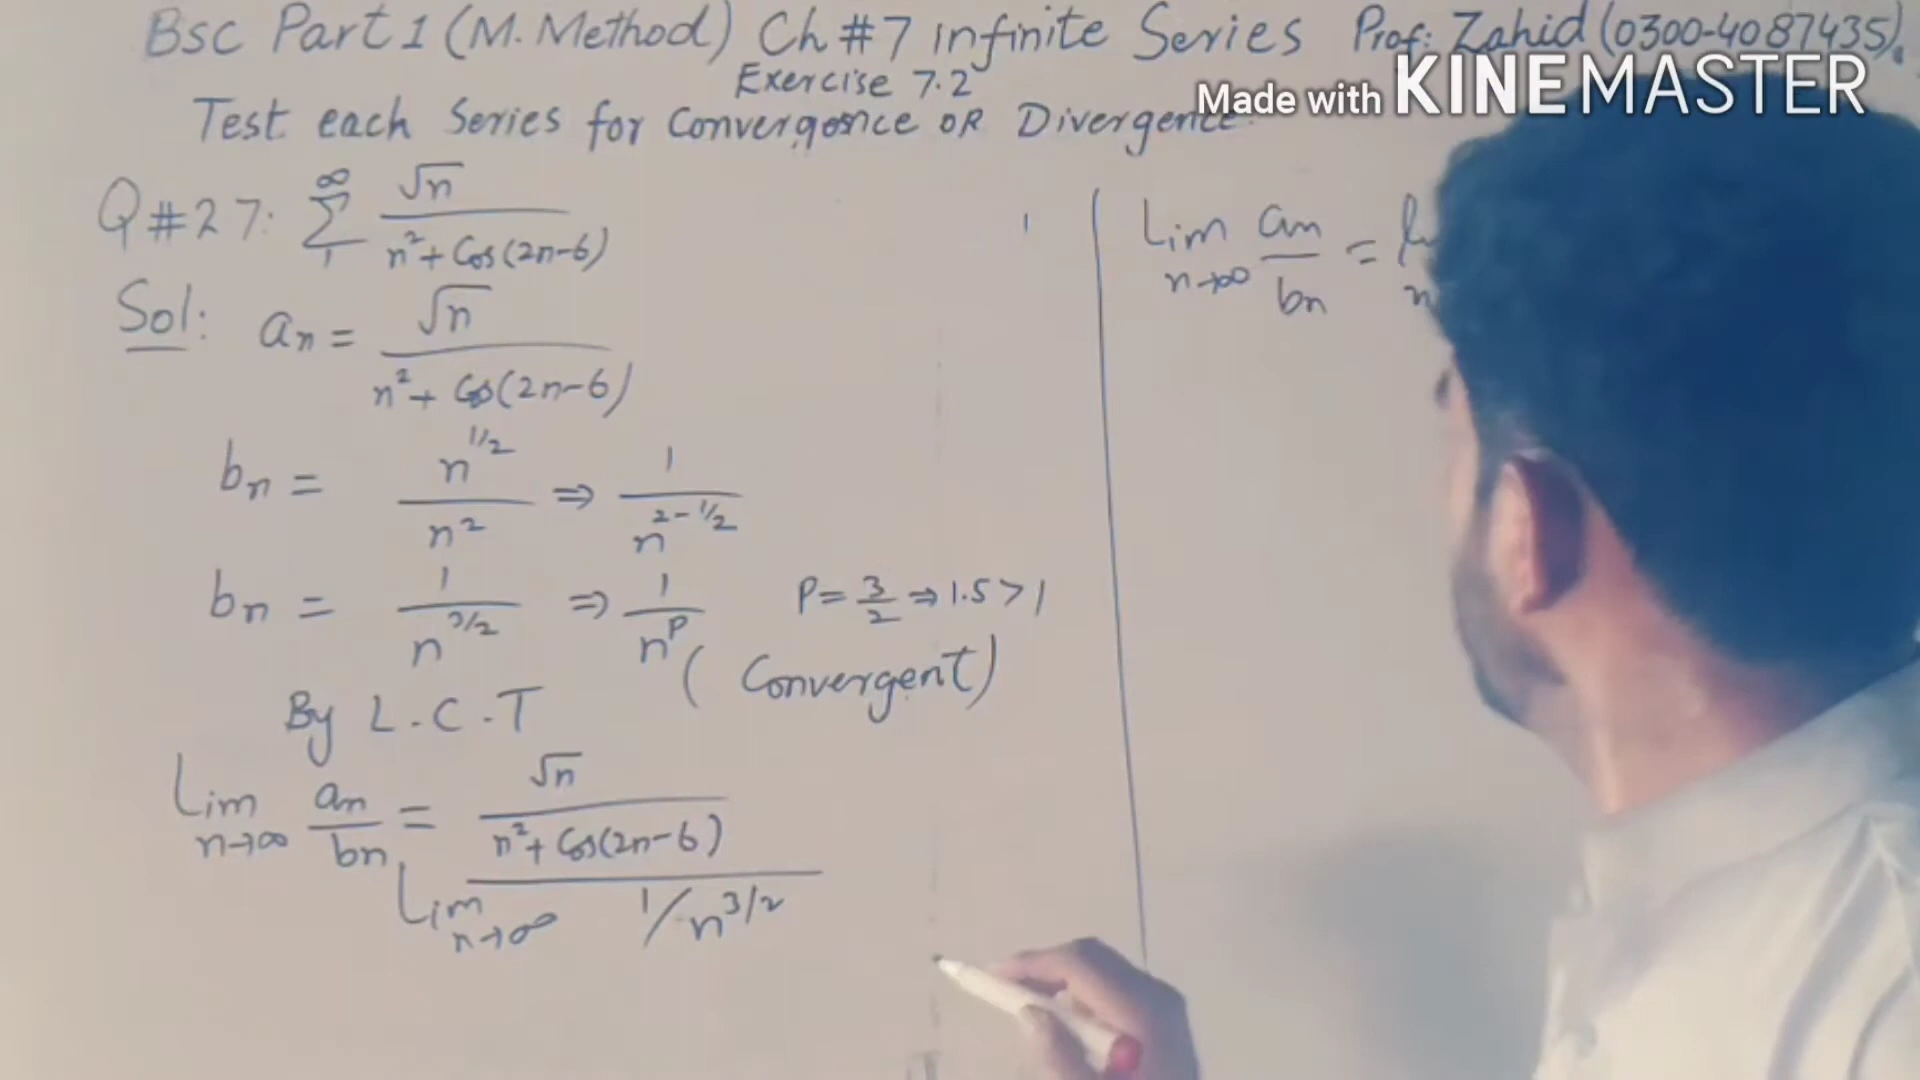 Bsc Part 1 (M. Method) Ch #7 infinite Series Prof: Zahid (0300-4087435).
Exercise 7.2
Made with KINEMASTER
Test each Series for Convergence OR Divergence
Q#27: ∞ Σ 1 √n / n² + Cos(2n-6)
Sol: an = √n / n² + Cos(2n-6)
bn = n^1/2 / n² ⇒ 1 / n^2-1/2
bn = 1 / n^3/2 ⇒ 1 / n^p P = 3/2 ⇒ 1.5 > 1
(Convergent)
By L.C.T
Lim n→∞ an / bn = Lim n→∞ √n / n² + Cos(2n-6) / 1/n^3/2
Lim n→∞ an / bn =